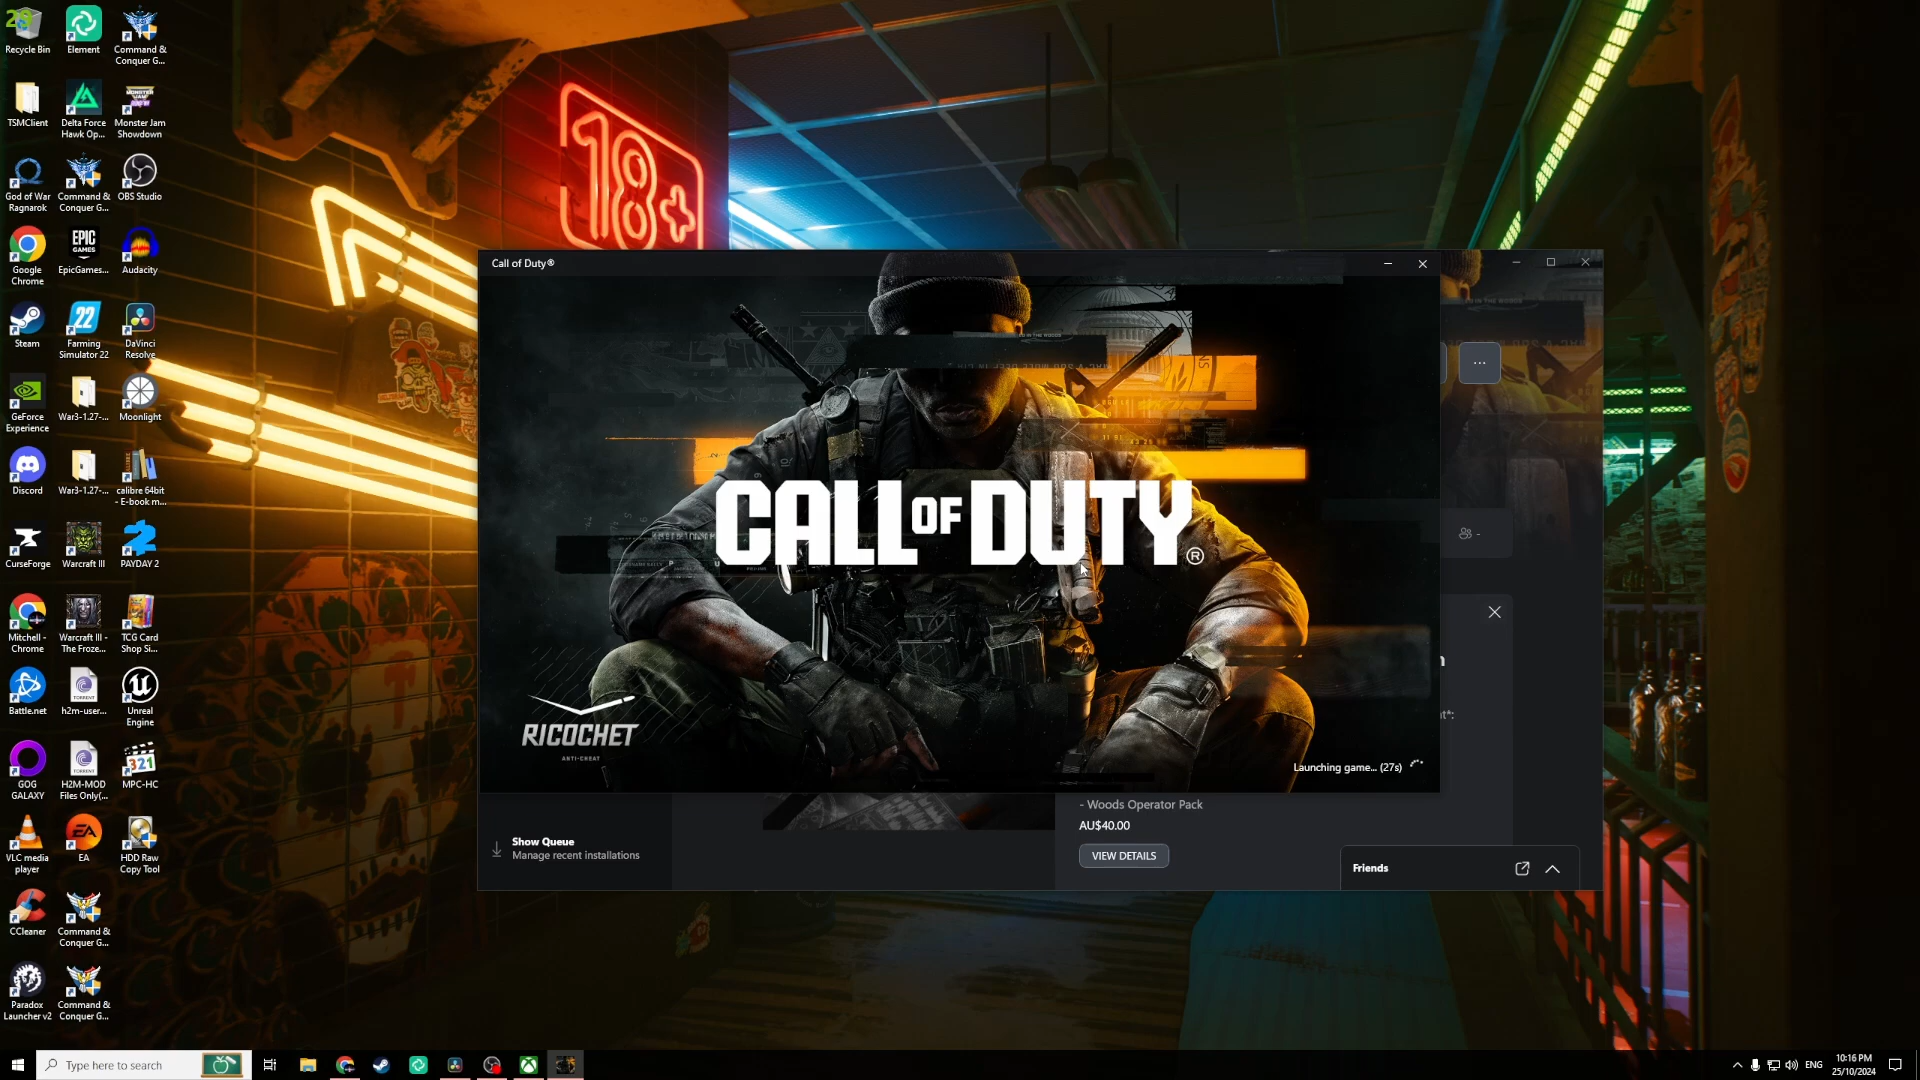 Recycle Bin
Element
Command &
Conquer G...
TSMClient
Delta Force
Hawk Op...
Monster Jam
Showdown
God of War
Ragnarok
Command &
Conquer G...
OBS Studio
Google
Chrome
EPIC
GAMES
EpicGames...
Audacity
Steam
22
Farming
Simulator 22
DaVinci
Resolve
GeForce
Experience
War3-1.27-...
Moonlight
Discord
War3-1.27-...
calibre 64bit
- E-book m...
CurseForge
Warcraft III
PAYDAY 2
Mitchell -
Chrome
Warcraft III -
The Froze...
TCG Card
Shop Si...
Battle.net
TORRENT
h2m-user...
Unreal
Engine
GOG
GALAXY
TORRENT
H2M-MOD
Files Only(...
321
MPC-HC
VLC media
player
EA
EA
HDD Raw
Copy Tool
CCleaner
Command &
Conquer G...
Paradox
Launcher v2
Command &
Conquer G...
18+
Call of Duty®
CALL OF DUTY®
RICOCHET
ANTI-CHEAT
Launching game... (27s)
...
-
- Woods Operator Pack
AU$40.00
VIEW DETAILS
Show Queue
Manage recent installations
Friends
Type here to search
ENG
10:16 PM
25/10/2024